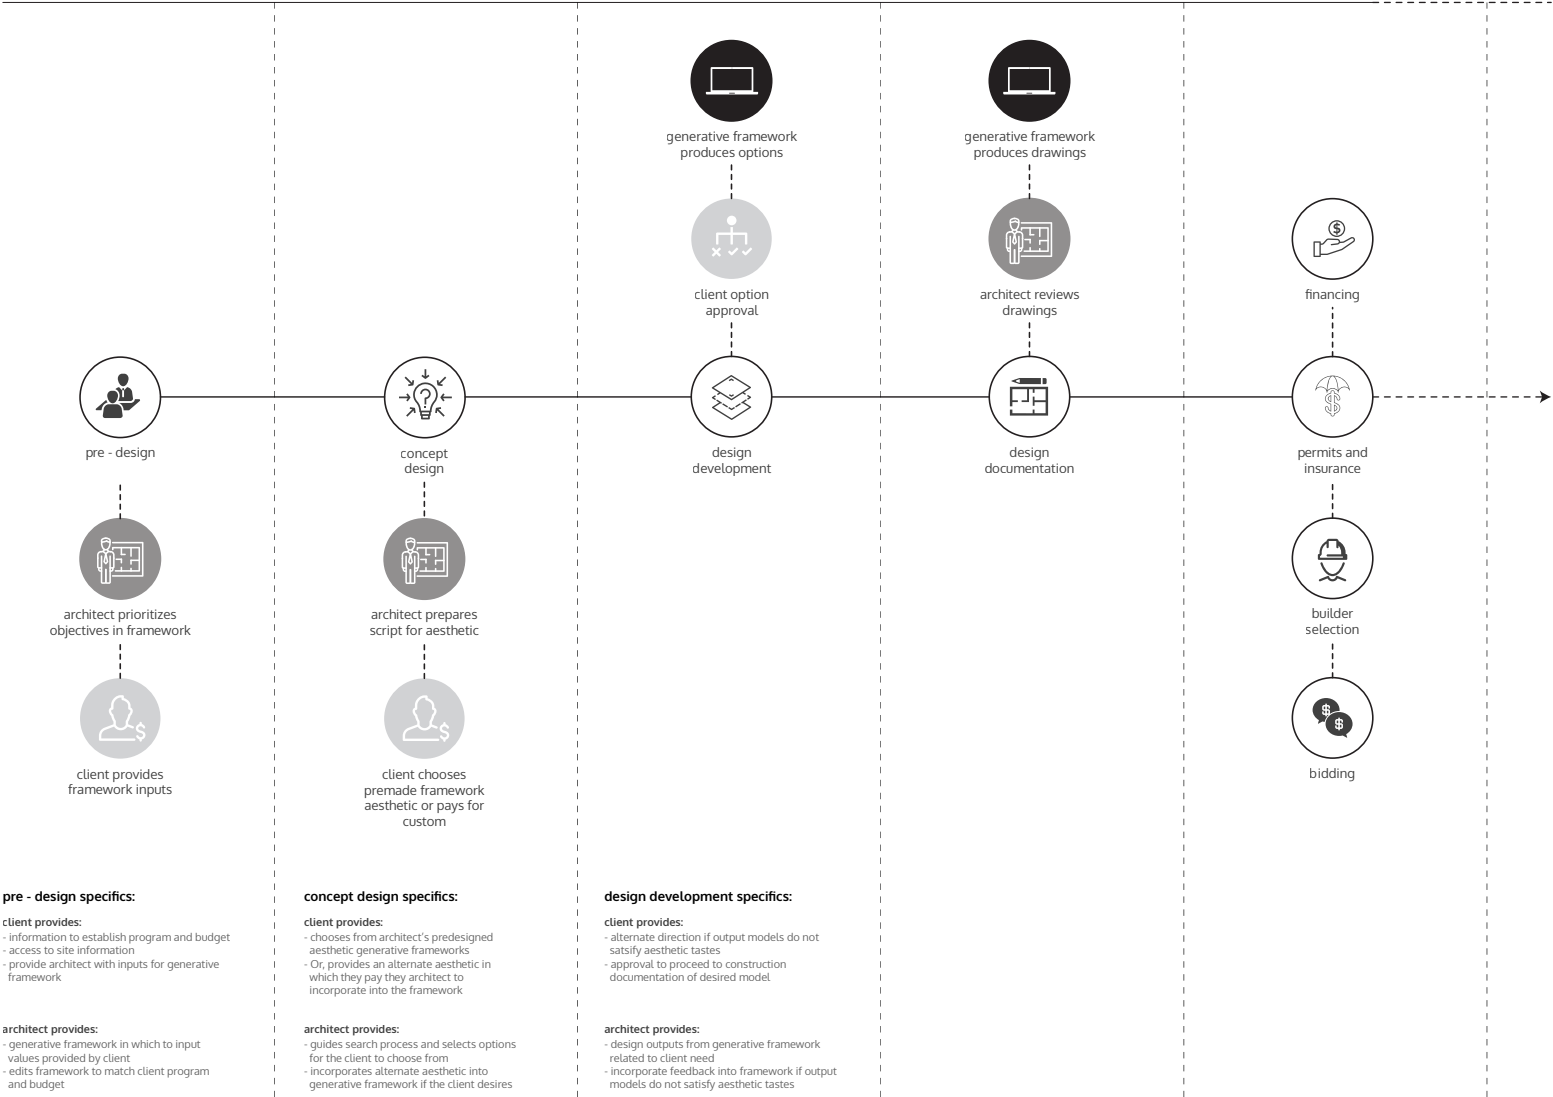 generative framework
produces options
client option
approval
generative framework
produces drawings
architect reviews
drawings
financing
pre - design
concept
design
design
development
design
documentation
permits and
insurance
architect prioritizes
objectives in framework
architect prepares
script for aesthetic
builder
selection
client provides
framework inputs
client chooses
premade framework
aesthetic or pays for
custom
bidding
pre - design specifics:
client provides:
- information to establish program and budget
- access to site information
- provide architect with inputs for generative
framework
architect provides:
- generative framework in which to input
values provided by client
- edits framework to match client program
and budget
concept design specifics:
client provides:
- chooses from architect's predesigned
aesthetic generative frameworks
- Or, provides an alternate aesthetic in
which they pay they architect to
incorporate into the framework
architect provides:
- guides search process and selects options
for the client to choose from
- incorporates alternate aesthetic into
generative framework if the client desires
design development specifics:
client provides:
- alternate direction if output models do not
satsify aesthetic tastes
- approval to proceed to construction
documentation of desired model
architect provides:
- design outputs from generative framework
related to client need
- incorporate feedback into framework if output
models do not satisfy aesthetic tastes